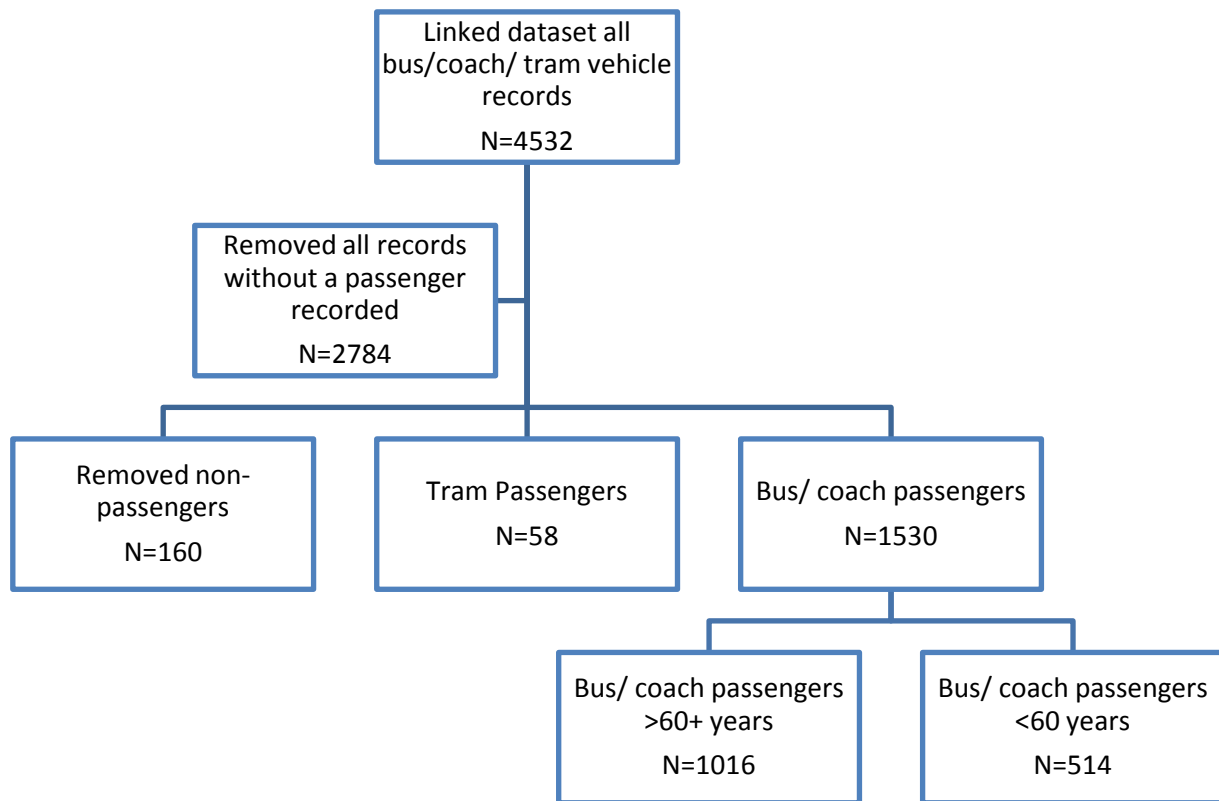 Linked dataset all
bus/coach/ tram vehicle
records
N=4532
Removed all records
without a passenger
recorded
N=2784
Removed non-
passengers
N=160
Tram Passengers
N=58
Bus/ coach passengers
N=1530
Bus/ coach passengers
>60+ years
N=1016
Bus/ coach passengers
<60 years
N=514